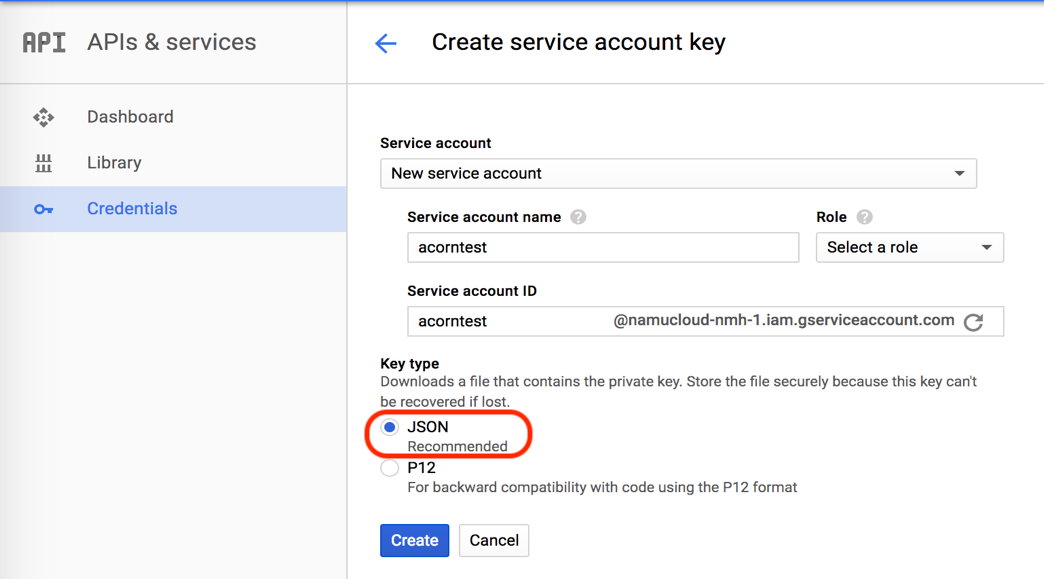 API APIs & services
Create service account key
Dashboard
Library
Credentials
Service account
New service account
Service account name ?
Role ?
acorntest
Select a role
Service account ID
acorntest @namucloud-nmh-1.iam.gserviceaccount.com
Key type
Downloads a file that contains the private key. Store the file securely because this key can't
be recovered if lost.
JSON
Recommended
P12
For backward compatibility with code using the P12 format
Create Cancel